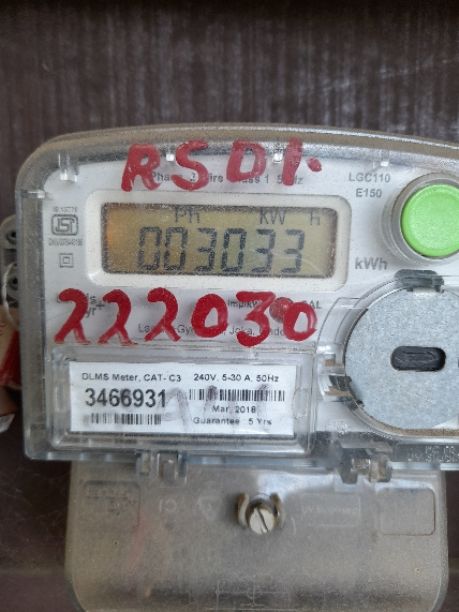 RSD1.
LGC110
E150
Ph kW h
003033
kWh
222030
DLMS Meter, CAT- C3 240V, 5-30 A, 50Hz
3466931
Mar, 2018
Guarantee 5 Yrs